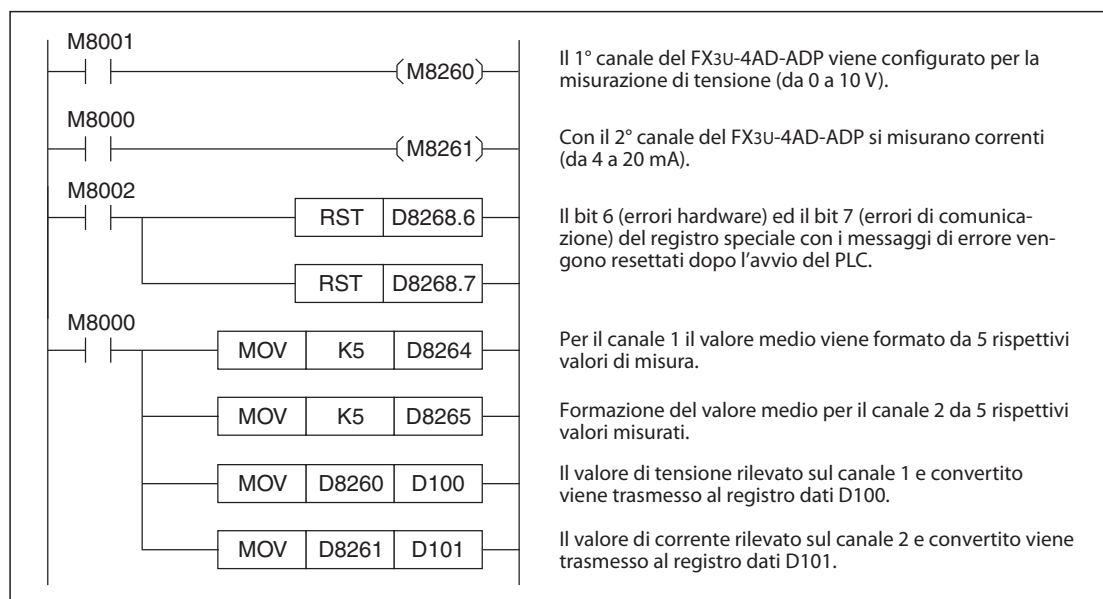 M8001
(M8260)
Il 1° canale del FX3U-4AD-ADP viene configurato per la
misurazione di tensione (da 0 a 10 V).
M8000
(M8261)
Con il 2° canale del FX3U-4AD-ADP si misurano correnti
(da 4 a 20 mA).
M8002
RST D8268.6
Il bit 6 (errori hardware) ed il bit 7 (errori di comunica-
zione) del registro speciale con i messaggi di errore ven-
gono resettati dopo l'avvio del PLC.
RST D8268.7
M8000
MOV K5 D8264
Per il canale 1 il valore medio viene formato da 5 rispettivi
valori di misura.
MOV K5 D8265
Formazione del valore medio per il canale 2 da 5 rispettivi
valori misurati.
MOV D8260 D100
Il valore di tensione rilevato sul canale 1 e convertito
viene trasmesso al registro dati D100.
MOV D8261 D101
Il valore di corrente rilevato sul canale 2 e convertito viene
trasmesso al registro dati D101.